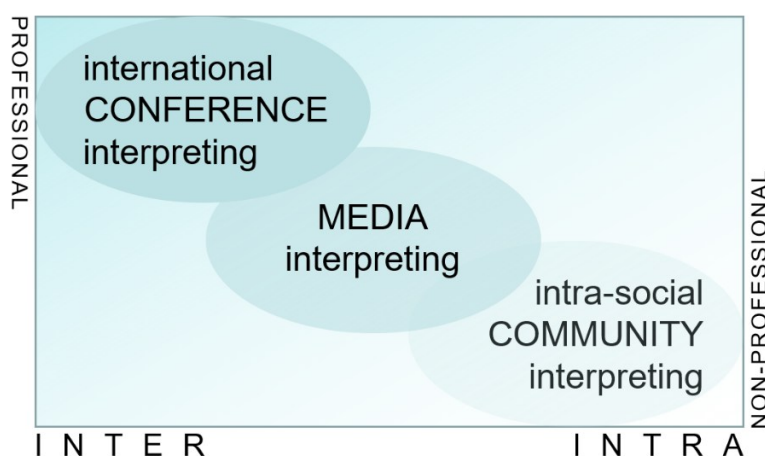 PROFESSIONAL
international
CONFERENCE
interpreting
MEDIA
interpreting
intra-social
COMMUNITY
interpreting
NON-PROFESSIONAL
INTER
INTRA